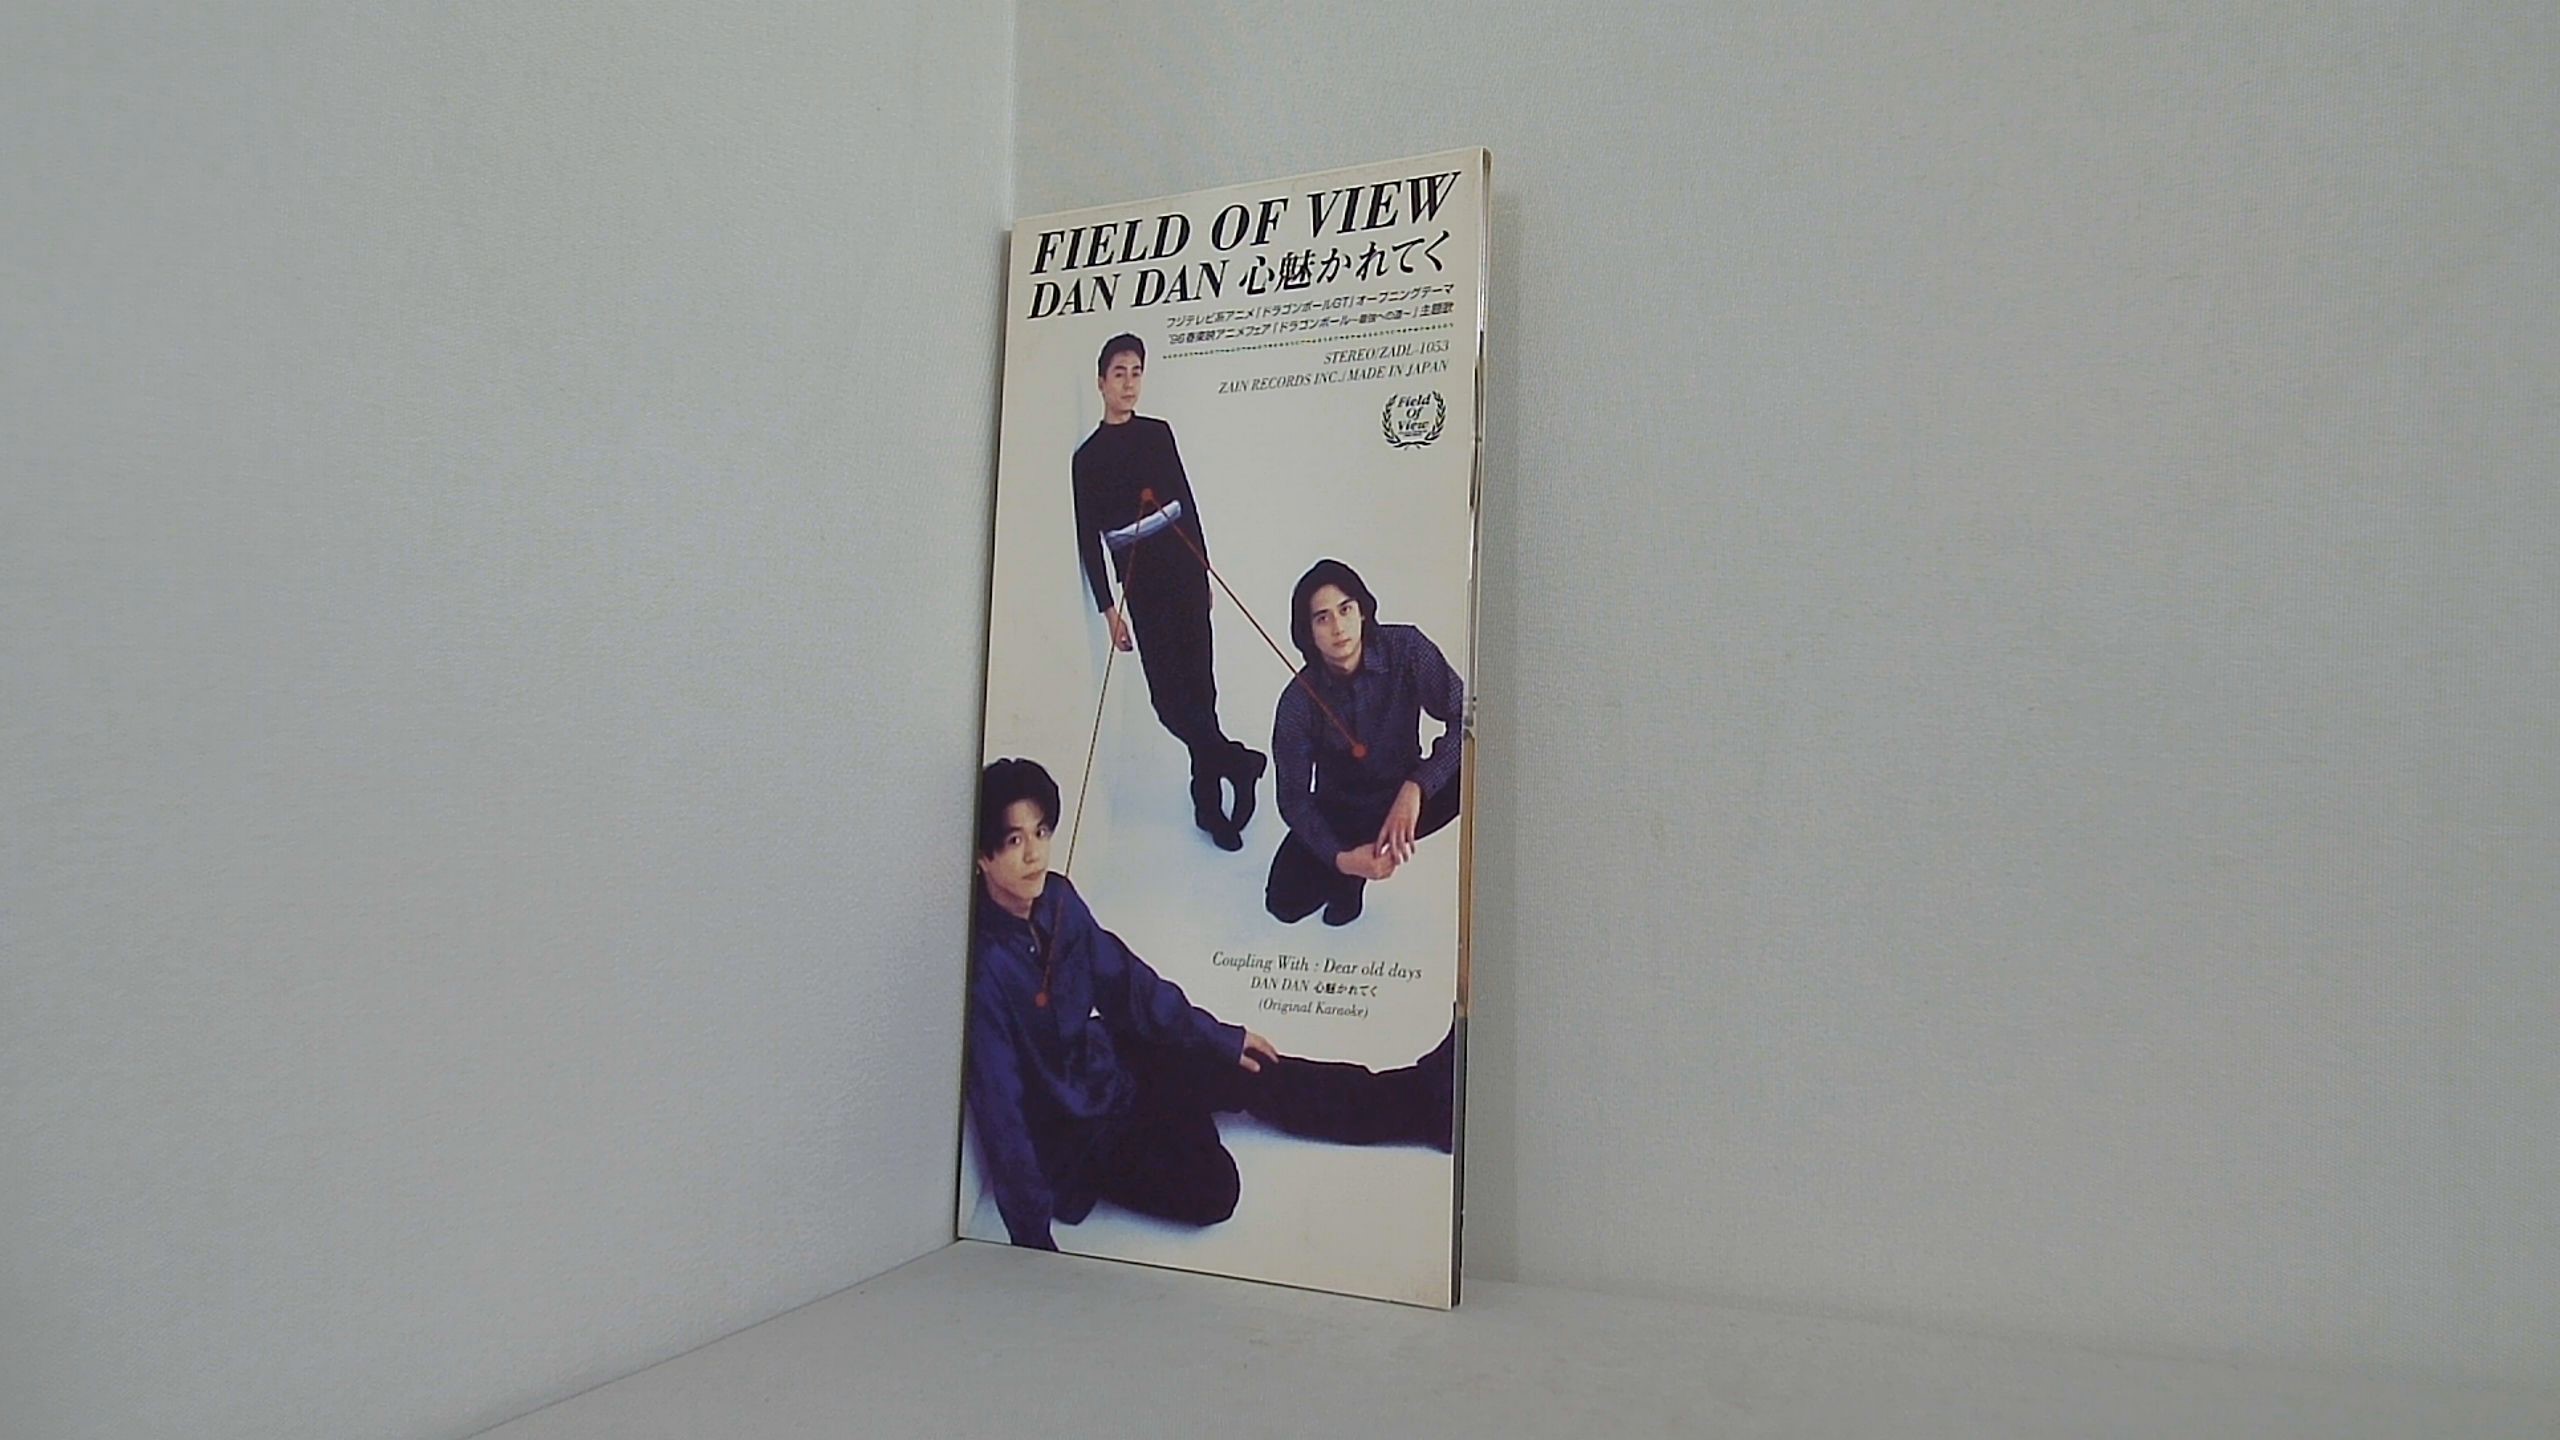 FIELD OF VIEW
DAN DAN 心魅かれてく
フジテレビ系アニメ「ドラゴンボールGT」オープニングテーマ
'96春東映アニメフェア「ドラゴンボール〜最強への道〜」主題歌
STEREO/ZADL-1053
ZAIN RECORDS INC./MADE IN JAPAN
Field
Of
View
Coupling With : Dear old days
DAN DAN 心魅かれてく
(Original Karaoke)